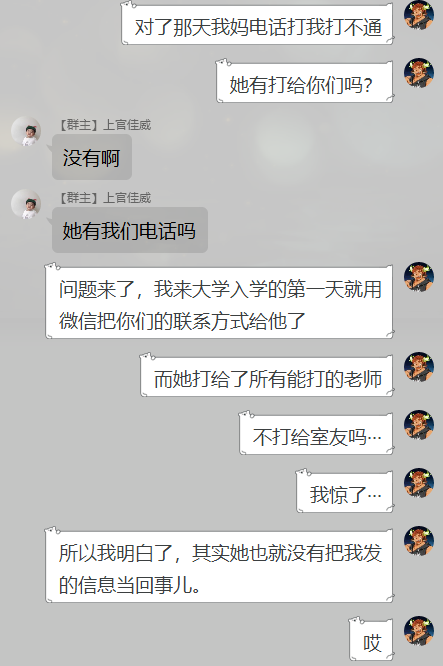 对了那天我妈电话打我打不通
她有打给你们吗?
【群主】上官佳威
没有啊
【群主】上官佳威
她有我们电话吗
问题来了，我来大学入学的第一天就用
微信把你们的联系方式给他了
而她打给了所有能打的老师
不打给室友吗…
我惊了…
所以我明白了，其实她也就没有把我发
的信息当回事儿。
哎